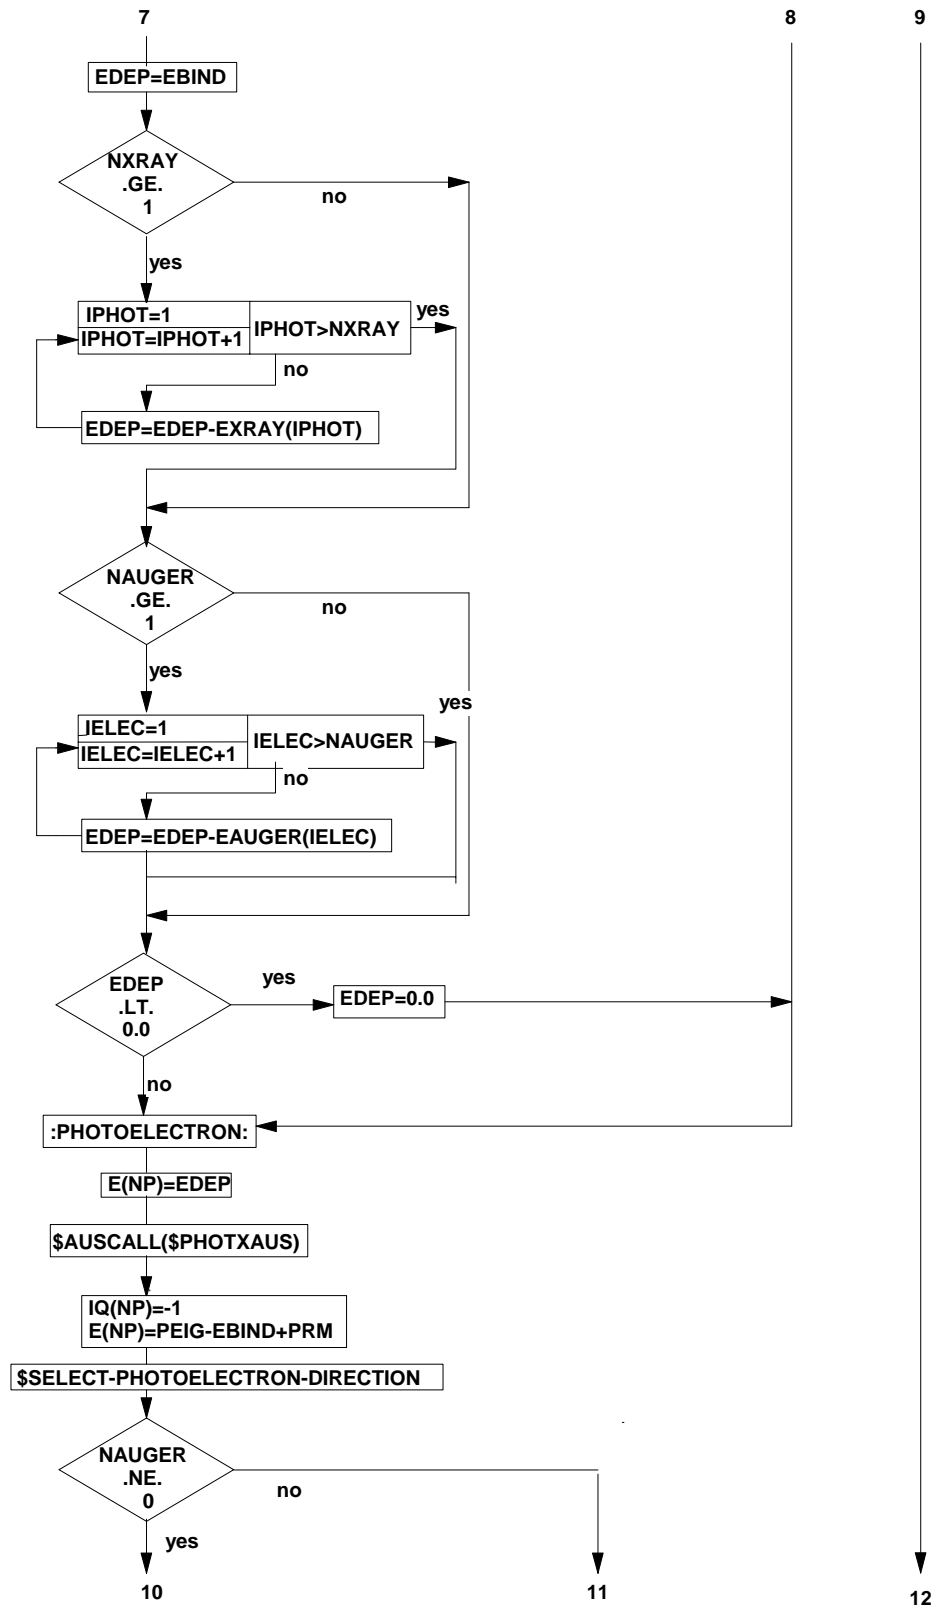 7
8
9
EDEP=EBIND
NXRAY
.GE.
1
no
yes
IPHOT=1
IPHOT=IPHOT+1
IPHOT>NXRAY
yes
no
EDEP=EDEP-EXRAY(IPHOT)
NAUGER
.GE.
1
no
yes
yes
IELEC=1
IELEC=IELEC+1
IELEC>NAUGER
no
EDEP=EDEP-EAUGER(IELEC)
EDEP
.LT.
0.0
yes
EDEP=0.0
no
:PHOTOELECTRON:
E(NP)=EDEP
$AUSCALL($PHOTXAUS)
IQ(NP)=-1
E(NP)=PEIG-EBIND+PRM
$SELECT-PHOTOELECTRON-DIRECTION
NAUGER
.NE.
0
no
yes
10
11
12